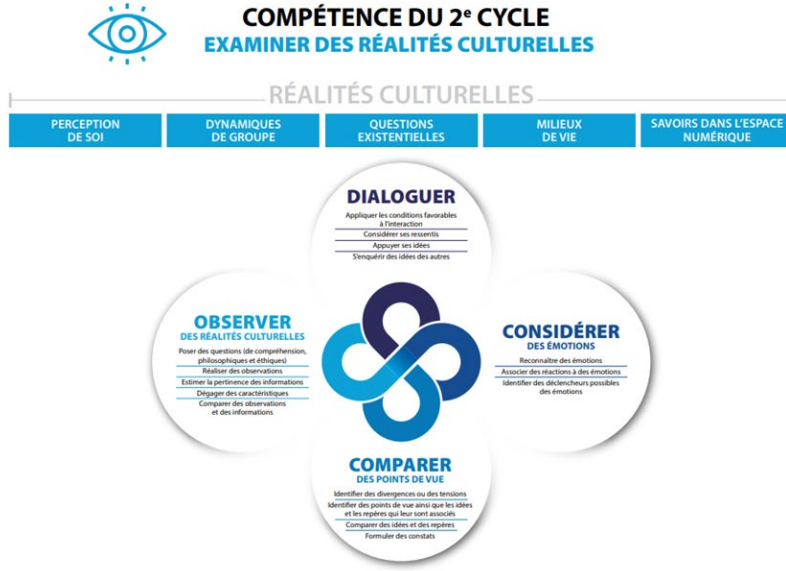 COMPÉTENCE DU 2e CYCLE
EXAMINER DES RÉALITÉS CULTURELLES
RÉALITÉS CULTURELLES
PERCEPTION
DE SOI
DYNAMIQUES
DE GROUPE
QUESTIONS
EXISTENTIELLES
MILIEUX
DE VIE
SAVOIRS DANS L'ESPACE
NUMÉRIQUE
DIALOGUER
Appliquer les conditions favorables
à l'interaction
Considérer ses ressentis
Appuyer ses idées
S'enquérir des idées des autres
OBSERVER
DES RÉALITÉS CULTURELLES
Poser des questions (de compréhension,
philosophiques et éthiques)
Réaliser des observations
Estimer la pertinence des informations
Dégager des caractéristiques
Comparer des observations
et des informations
CONSIDÉRER
DES ÉMOTIONS
Reconnaître des émotions
Associer des réactions à des émotions
Identifier des déclencheurs possibles
des émotions
COMPARER
DES POINTS DE VUE
Identifier des divergences ou des tensions
Identifier des points de vue ainsi que les idées
et les repères qui leur sont associés
Comparer des idées et des repères
Formuler des constats